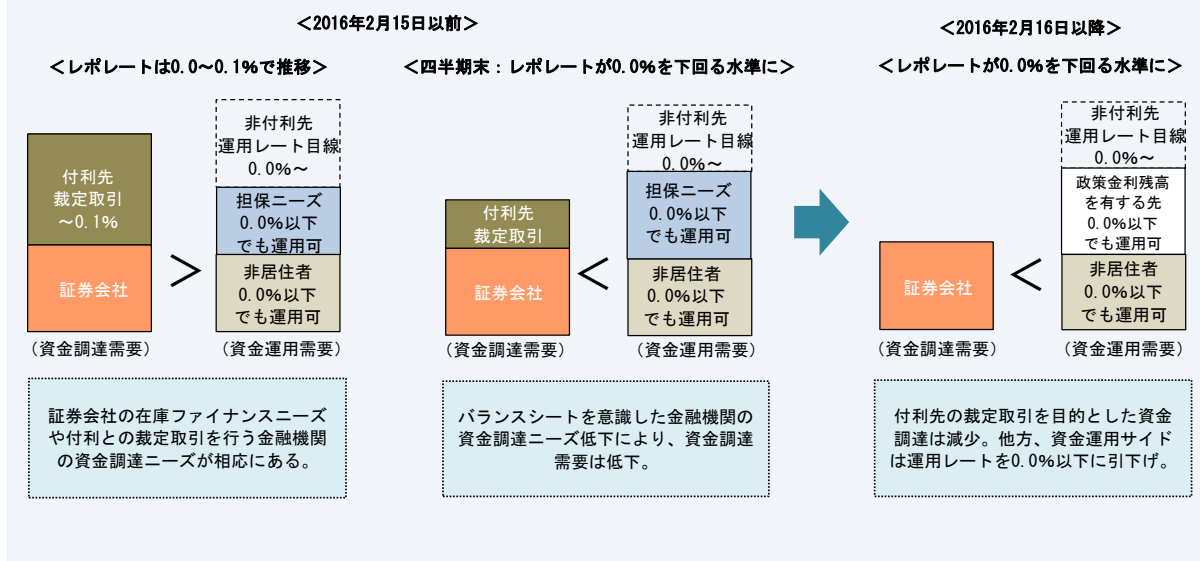 ＜2016年2月15日以前＞
＜レポレートは0.0～0.1%で推移＞
付利先
裁定取引
～0.1%
証券会社
（資金調達需要）
＞
非付利先
運用レート目線
0.0%～
担保ニーズ
0.0%以下
でも運用可
非居住者
0.0%以下
でも運用可
（資金運用需要）
証券会社の在庫ファイナンスニーズ
や付利との裁定取引を行う金融機関
の資金調達ニーズが相応にある。
＜四半期末：レポレートが0.0%を下回る水準に＞
付利先
裁定取引
証券会社
（資金調達需要）
＜
非付利先
運用レート目線
0.0%～
担保ニーズ
0.0%以下
でも運用可
非居住者
0.0%以下
でも運用可
（資金運用需要）
バランスシートを意識した金融機関の
資金調達ニーズ低下により、資金調達
需要は低下。
＜2016年2月16日以降＞
＜レポレートが0.0%を下回る水準に＞
証券会社
（資金調達需要）
＜
非付利先
運用レート目線
0.0%～
政策金利残高
を有する先
0.0%以下
でも運用可
非居住者
0.0%以下
でも運用可
（資金運用需要）
付利先の裁定取引を目的とした資金
調達は減少。他方、資金運用サイド
は運用レートを0.0%以下に引下げ。